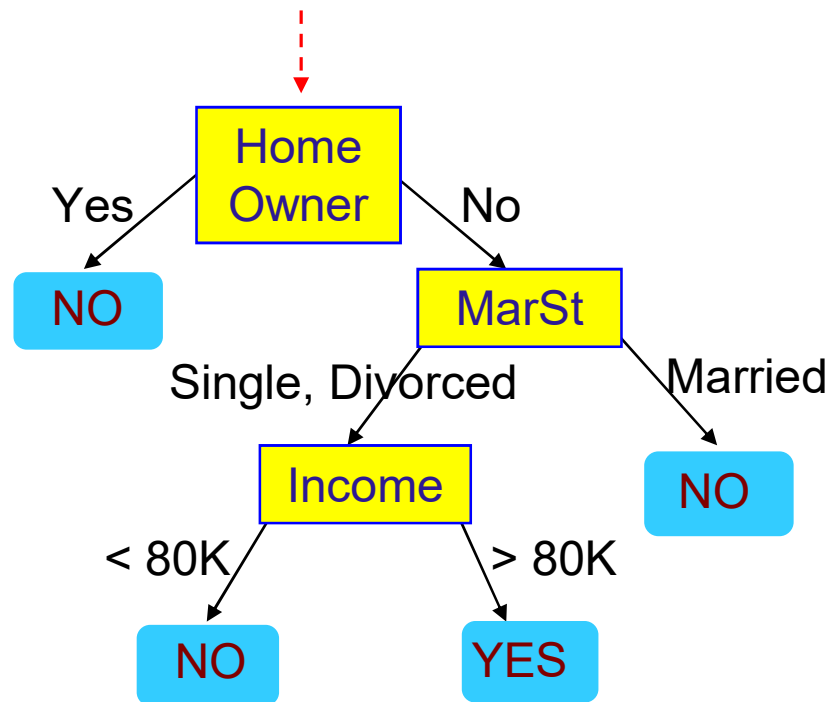 Home
Owner
Yes
No
NO
MarSt
Single, Divorced
Married
Income
NO
< 80K
> 80K
NO
YES